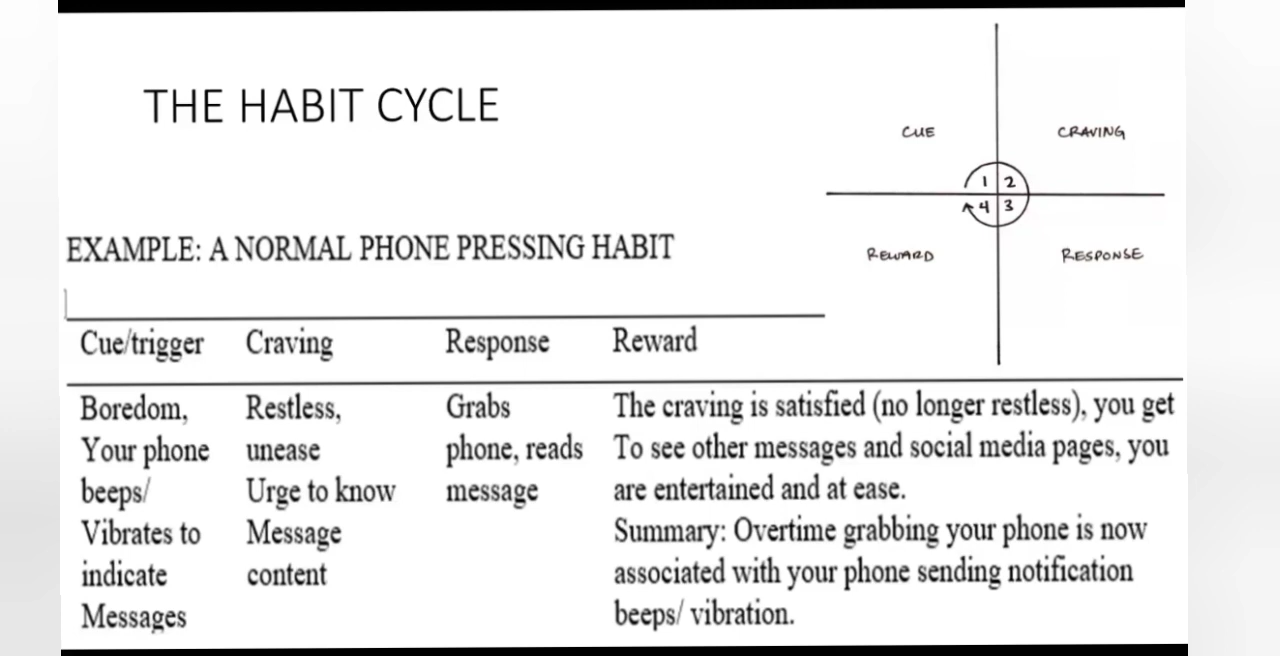 THE HABIT CYCLE
CUE
CRAVING
1 2
4 3
REWARD
RESPONSE
EXAMPLE: A NORMAL PHONE PRESSING HABIT
Cue/trigger Craving Response Reward
Boredom, Restless, Grabs The craving is satisfied (no longer restless), you get
Your phone unease phone, reads To see other messages and social media pages, you
beeps/ Urge to know message are entertained and at ease.
Vibrates to Message Summary: Overtime grabbing your phone is now
indicate content associated with your phone sending notification
Messages beeps/ vibration.